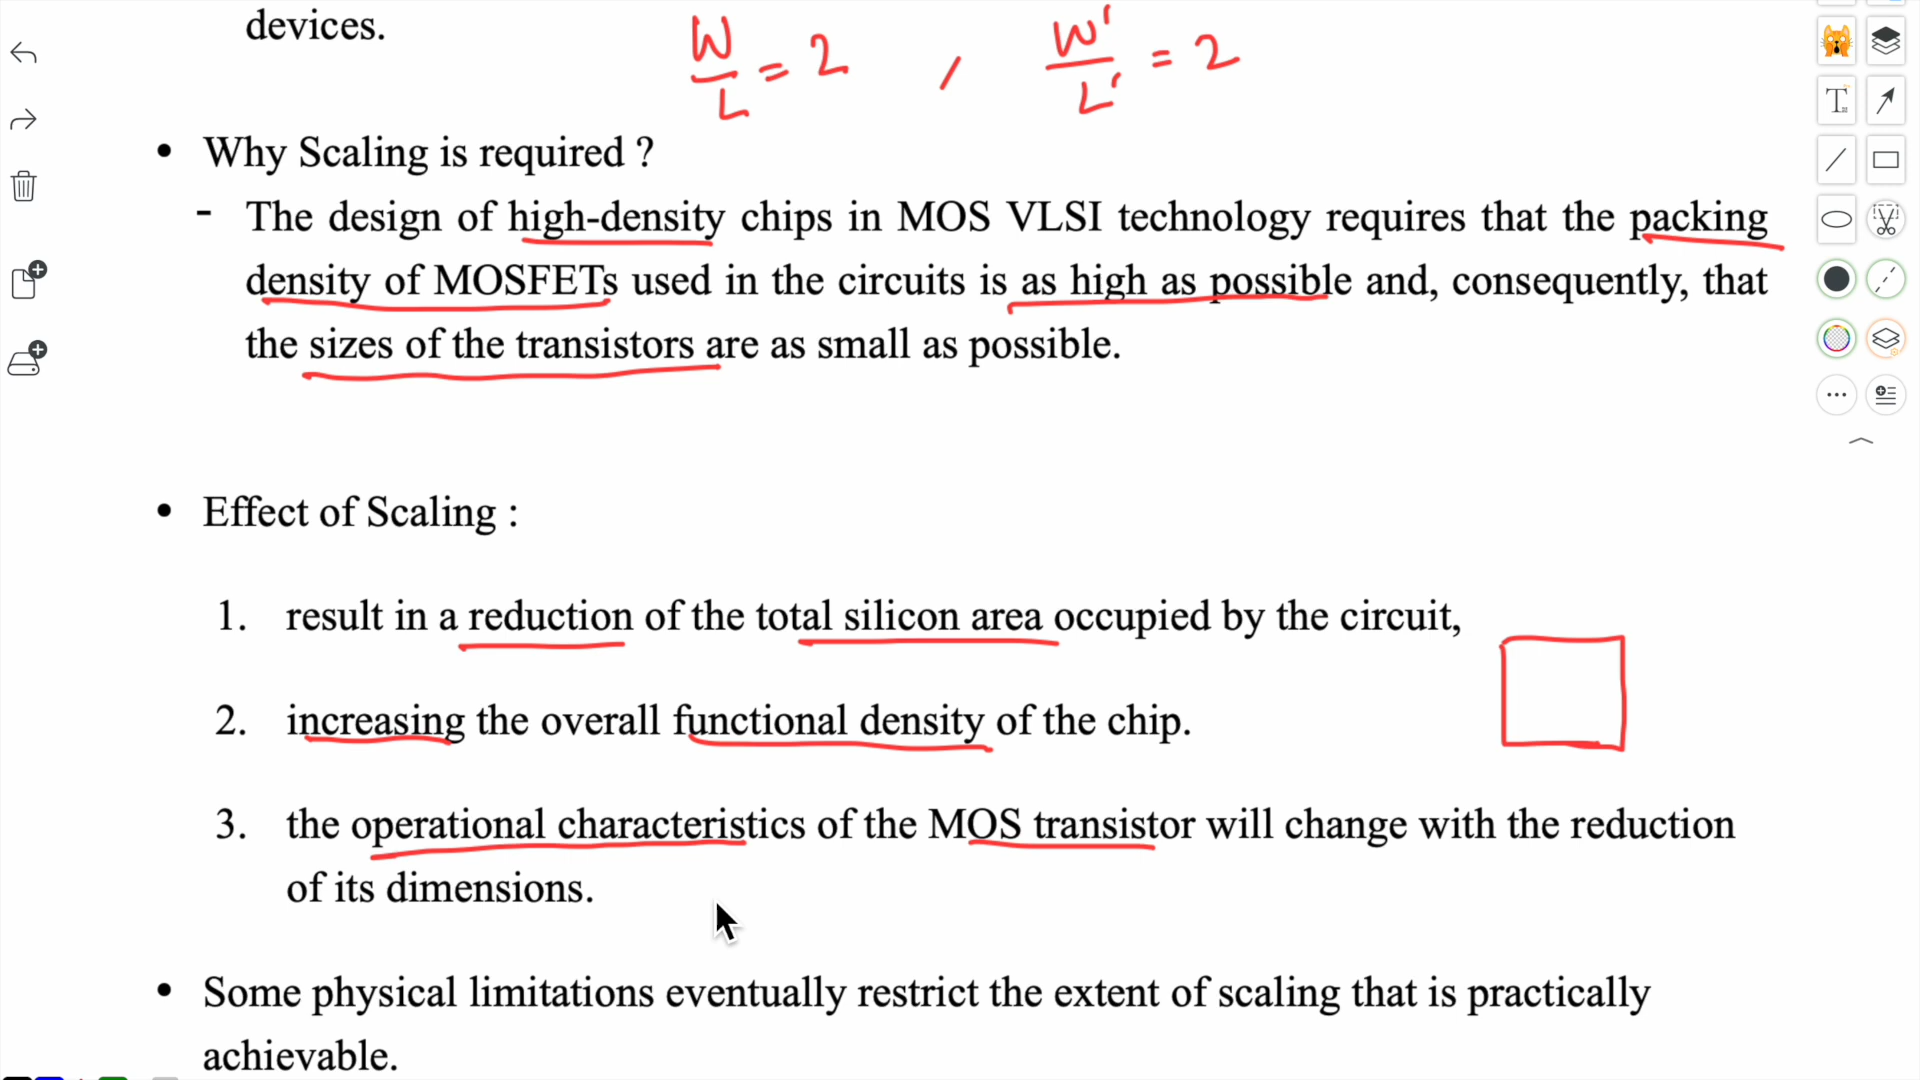 devices.
W/L = 2 , W'/L' = 2
• Why Scaling is required ?
- The design of high-density chips in MOS VLSI technology requires that the packing
density of MOSFETs used in the circuits is as high as possible and, consequently, that
the sizes of the transistors are as small as possible.
• Effect of Scaling :
1. result in a reduction of the total silicon area occupied by the circuit,
2. increasing the overall functional density of the chip.
3. the operational characteristics of the MOS transistor will change with the reduction
of its dimensions.
• Some physical limitations eventually restrict the extent of scaling that is practically
achievable.